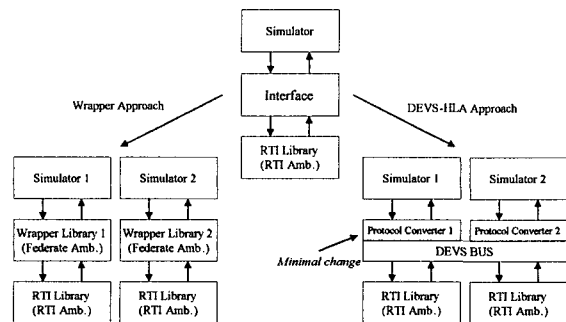 Simulator
Interface
RTI Library
(RTI Amb.)
Wrapper Approach
DEVS-HLA Approach
Simulator 1
Simulator 2
Wrapper Library 1
(Federate Amb.)
Wrapper Library 2
(Federate Amb.)
RTI Library
(RTI Amb.)
RTI Library
(RTI Amb.)
Simulator 1
Simulator 2
Protocol Converter 1
Protocol Converter 2
DEVS BUS
Minimal change
RTI Library
(RTI Amb.)
RTI Library
(RTI Amb.)